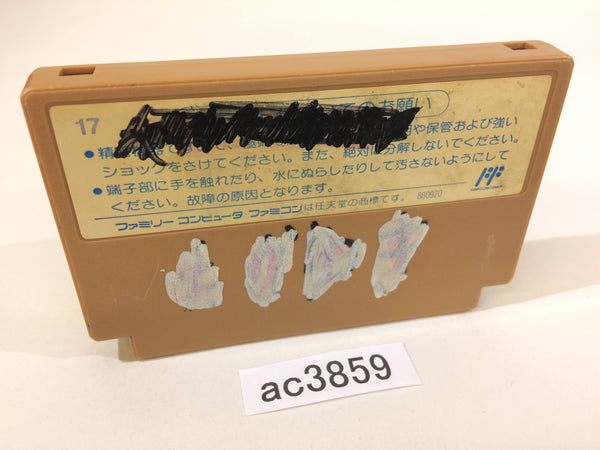 17
のお願い
や保管および強い
ショックをさけてください。また、絶対に分解しないでください。
●端子部に手を触れたり、水にぬらしたりして汚さないようにして
ください。故障の原因となります。
ファミリーコンピュータ・ファミコンは任天堂の商標です。 880920
ac3859